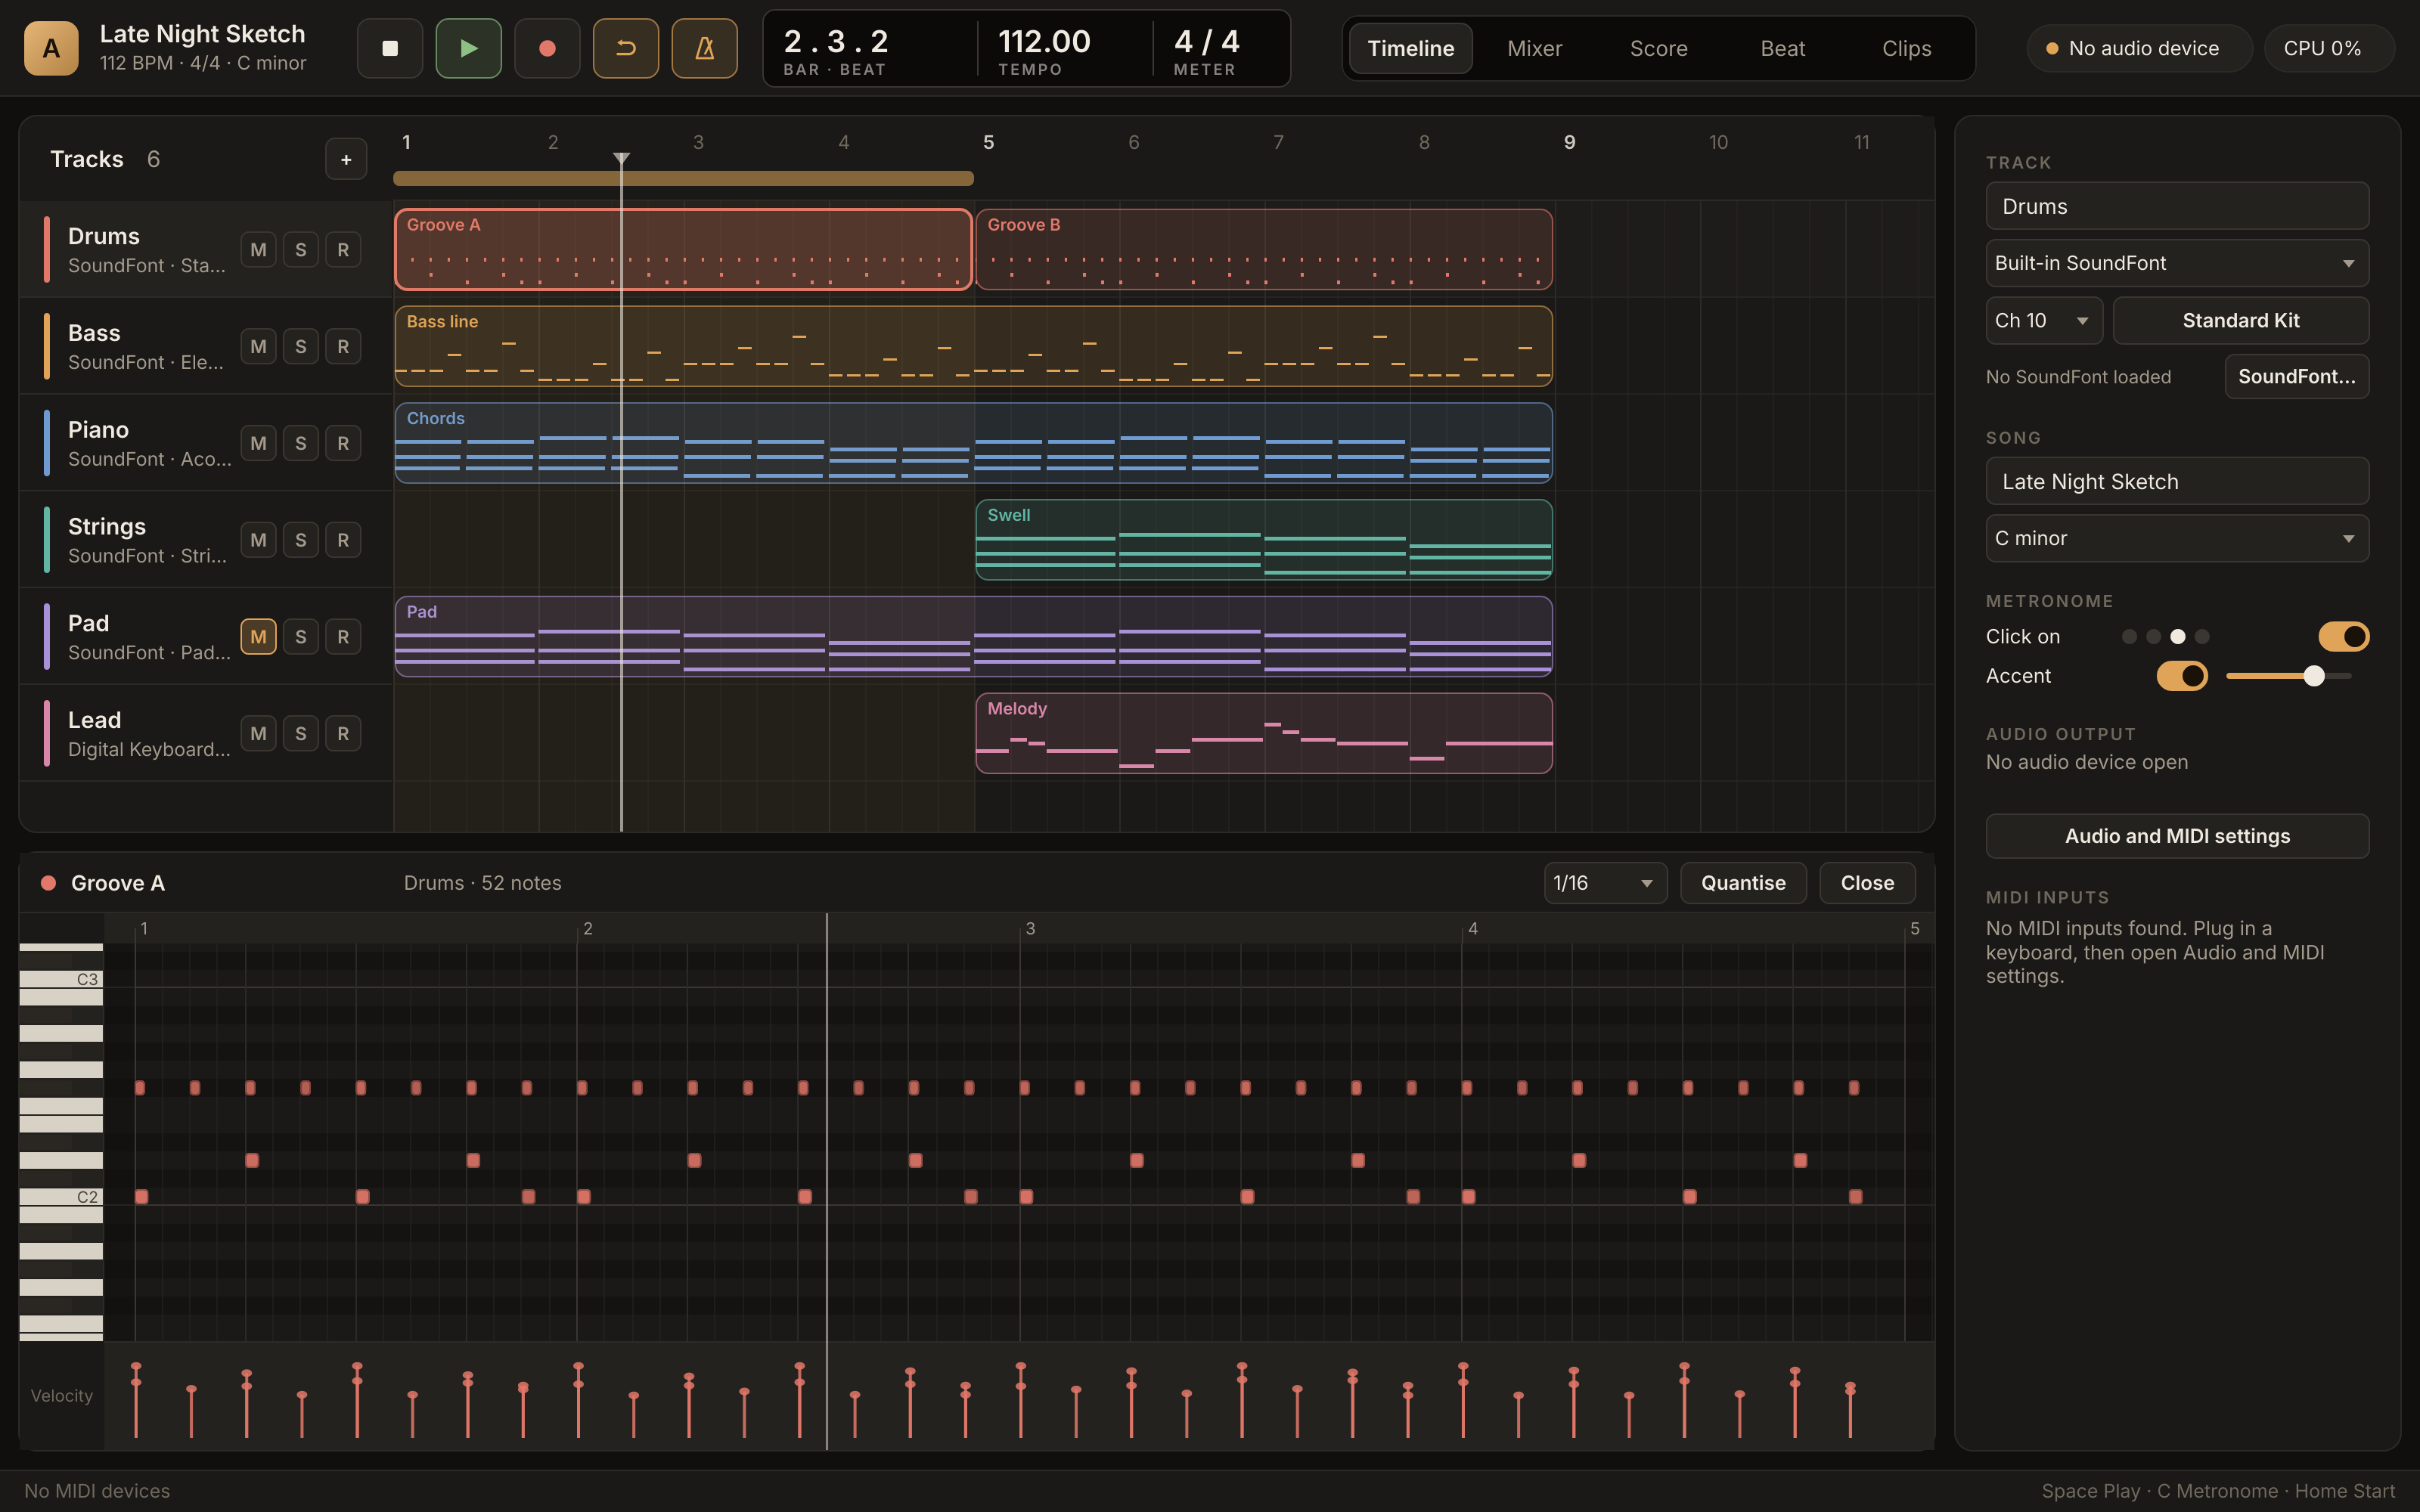 A
Late Night Sketch
112 BPM · 4/4 · C minor
2 . 3 . 2
BAR · BEAT
112.00
TEMPO
4 / 4
METER
Timeline
Mixer
Score
Beat
Clips
No audio device
CPU 0%
Tracks 6
+
1 2 3 4 5 6 7 8 9 10 11
Drums
SoundFont · Sta...
M S R
Groove A
Groove B
Bass
SoundFont · Ele...
M S R
Bass line
Piano
SoundFont · Aco...
M S R
Chords
Strings
SoundFont · Stri...
M S R
Swell
Pad
SoundFont · Pad...
M S R
Pad
Lead
Digital Keyboard...
M S R
Melody
TRACK
Drums
Built-in SoundFont
Ch 10
Standard Kit
No SoundFont loaded
SoundFont...
SONG
Late Night Sketch
C minor
METRONOME
Click on
Accent
AUDIO OUTPUT
No audio device open
Audio and MIDI settings
MIDI INPUTS
No MIDI inputs found. Plug in a
keyboard, then open Audio and MIDI
settings.
Groove A
Drums · 52 notes
1/16
Quantise
Close
1 2 3 4 5
C3
C2
Velocity
No MIDI devices
Space Play · C Metronome · Home Start